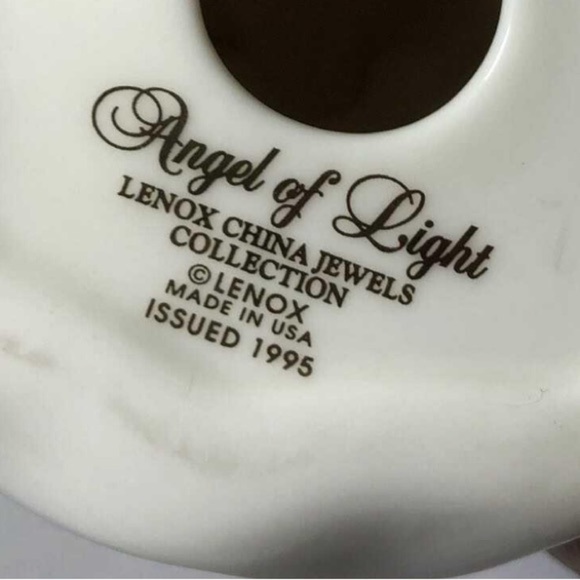 Angel of Light
LENOX CHINA JEWELS
COLLECTION
©LENOX
MADE IN USA
ISSUED 1995